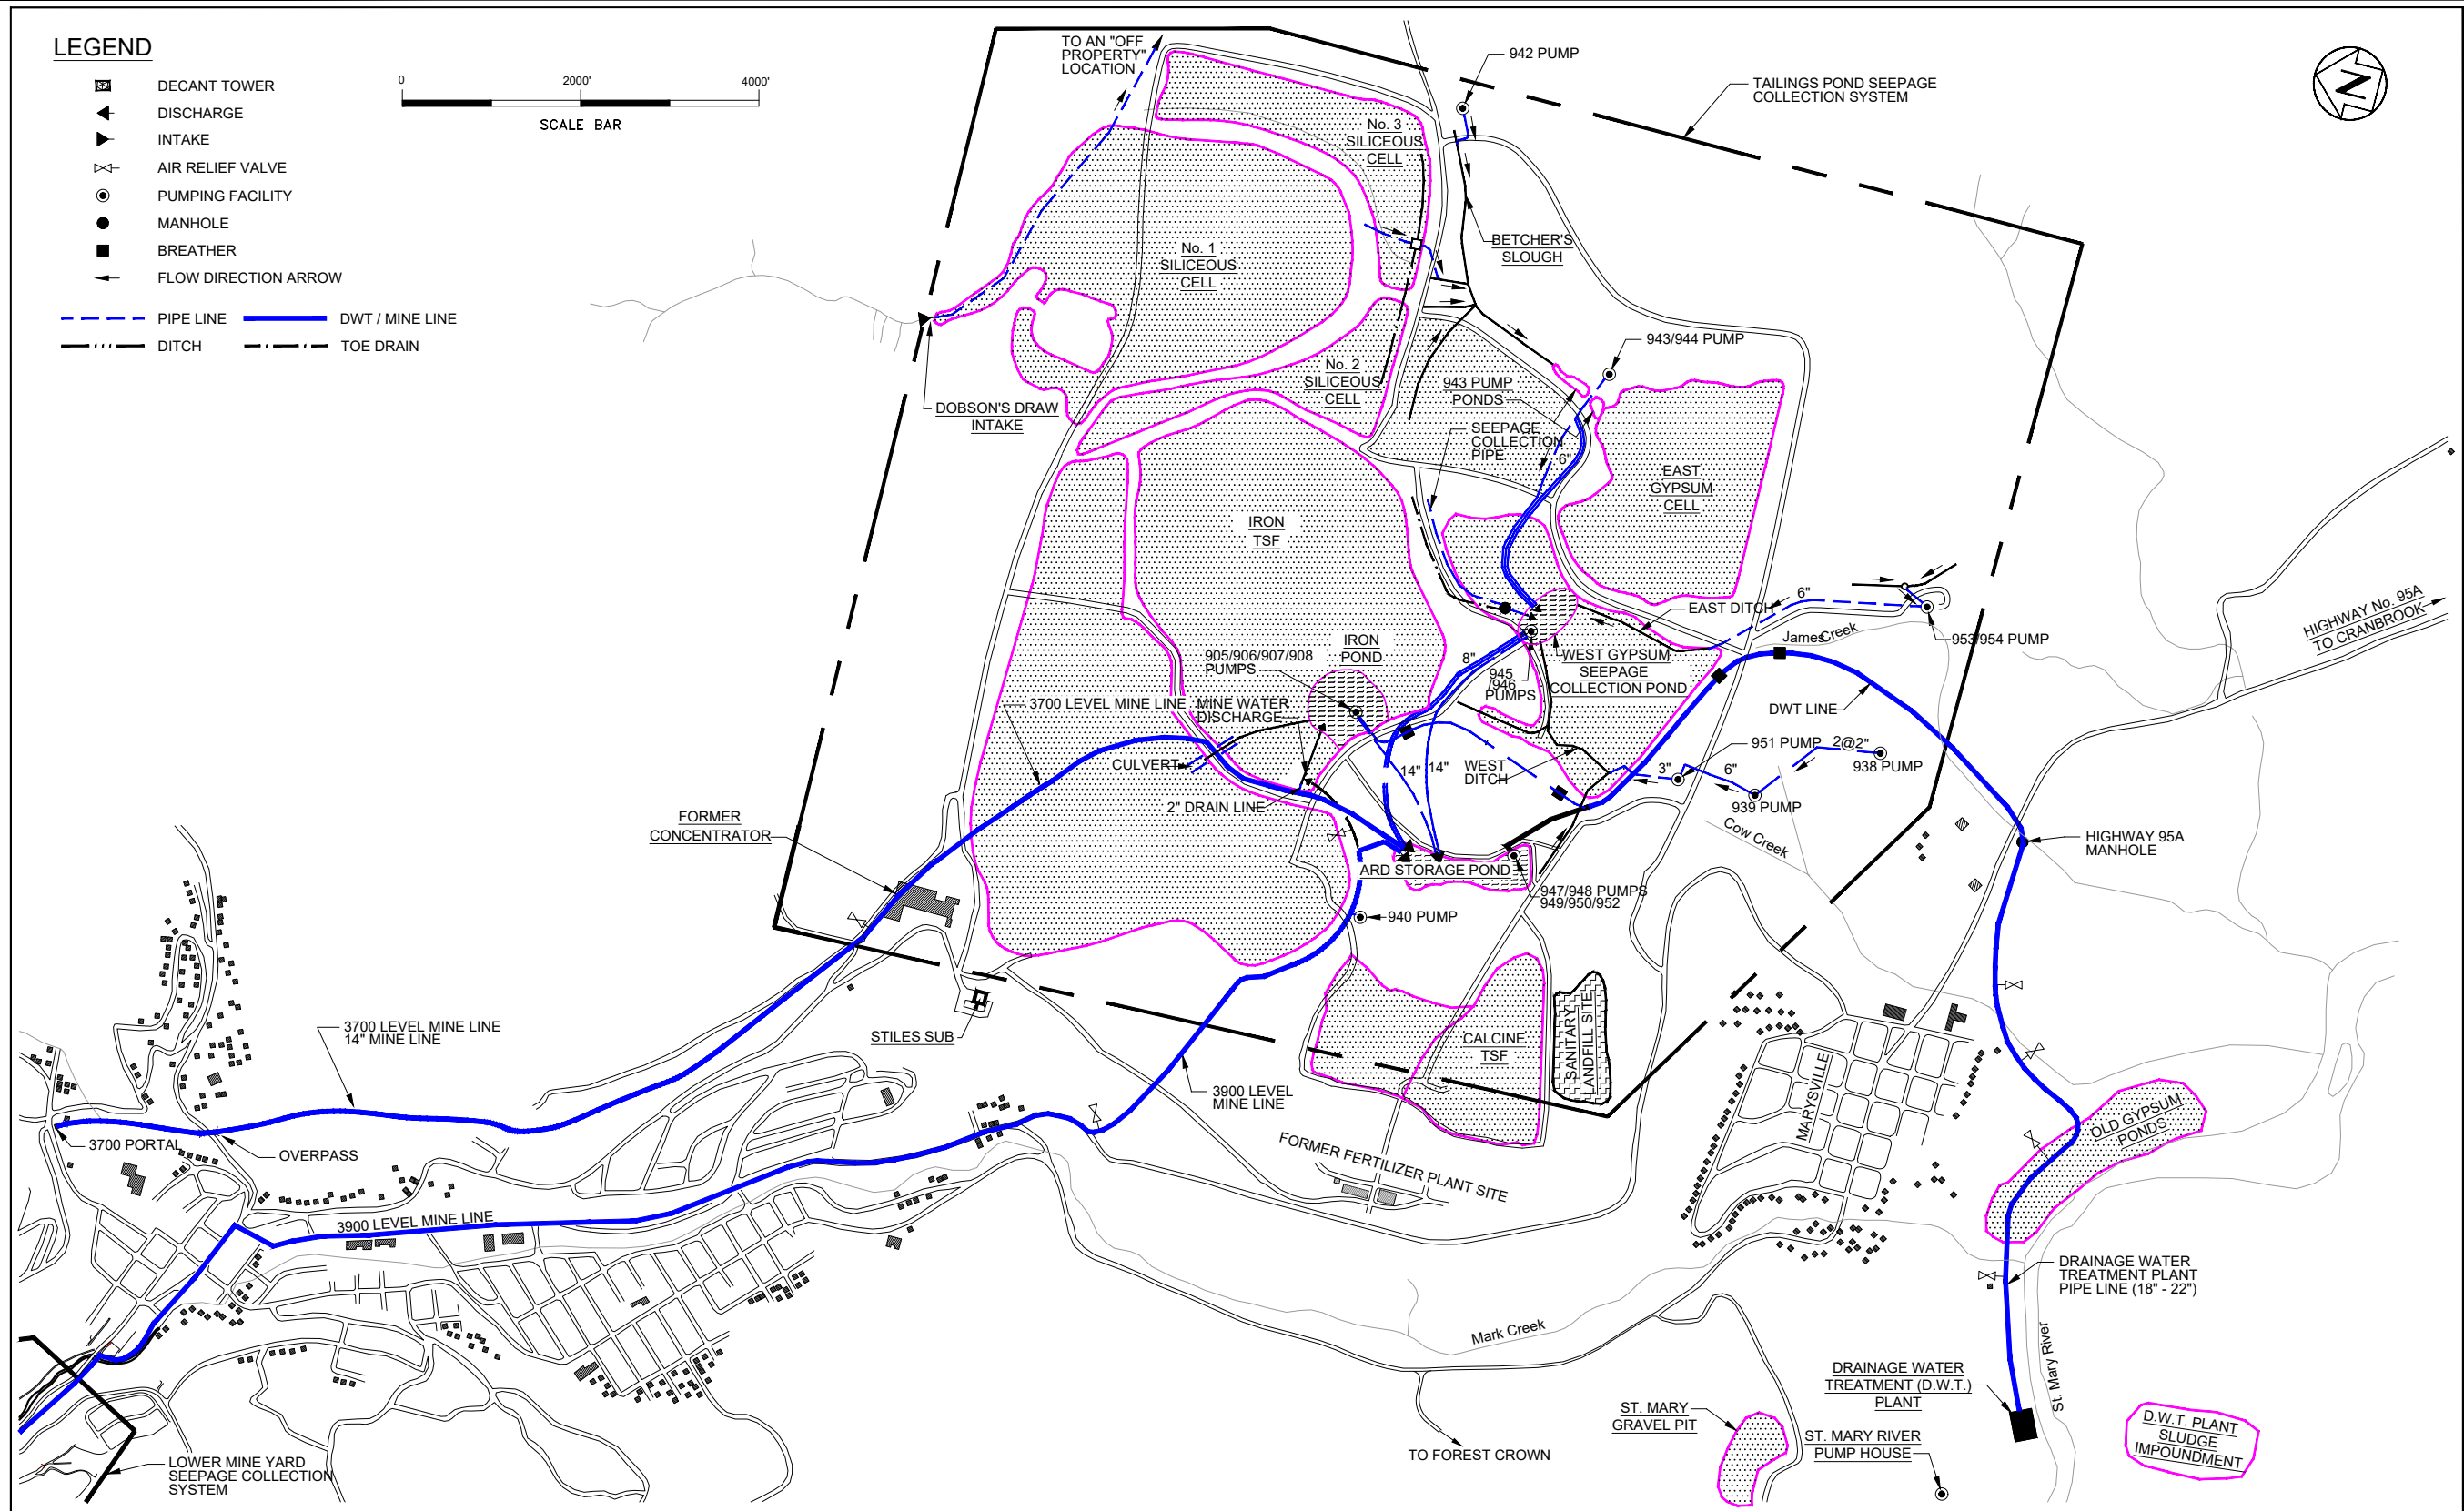 LEGEND
DECANT TOWER
DISCHARGE
INTAKE
AIR RELIEF VALVE
PUMPING FACILITY
MANHOLE
BREATHER
FLOW DIRECTION ARROW
PIPE LINE
DWT / MINE LINE
DITCH
TOE DRAIN
0
2000'
4000'
SCALE BAR
TO AN "OFF
PROPERTY"
LOCATION
942 PUMP
TAILINGS POND SEEPAGE
COLLECTION SYSTEM
N
No. 3
SILICEOUS
CELL
No. 1
SILICEOUS
CELL
BETCHER'S
SLOUGH
No. 2
SILICEOUS
CELL
943/944 PUMP
943 PUMP
PONDS
DOBSON'S DRAW
INTAKE
SEEPAGE
COLLECTION
PIPE
6"
EAST
GYPSUM
CELL
IRON
TSF
EAST DITCH
6"
James Creek
953/954 PUMP
HIGHWAY No. 95A
TO CRANBROOK
IRON
POND
905/906/907/908
PUMPS
8"
945
/946
PUMPS
WEST GYPSUM
SEEPAGE
COLLECTION POND
3700 LEVEL MINE LINE
MINE WATER
DISCHARGE
DWT LINE
CULVERT
14"
14"
WEST
DITCH
951 PUMP
2@2"
3"
6"
938 PUMP
939 PUMP
2" DRAIN LINE
Cow Creek
FORMER
CONCENTRATOR
HIGHWAY 95A
MANHOLE
ARD STORAGE POND
947/948 PUMPS
949/950/952
940 PUMP
STILES SUB
3700 LEVEL MINE LINE
14" MINE LINE
CALCINE
TSF
SANITARY
LANDFILL SITE
3900 LEVEL
MINE LINE
MARYSVILLE
OLD GYPSUM
PONDS
3700 PORTAL
OVERPASS
FORMER FERTILIZER PLANT SITE
3900 LEVEL MINE LINE
DRAINAGE WATER
TREATMENT PLANT
PIPE LINE (18" - 22")
Mark Creek
St. Mary River
DRAINAGE WATER
TREATMENT (D.W.T.)
PLANT
ST. MARY
GRAVEL PIT
ST. MARY RIVER
PUMP HOUSE
D.W.T. PLANT
SLUDGE
IMPOUNDMENT
TO FOREST CROWN
LOWER MINE YARD
SEEPAGE COLLECTION
SYSTEM